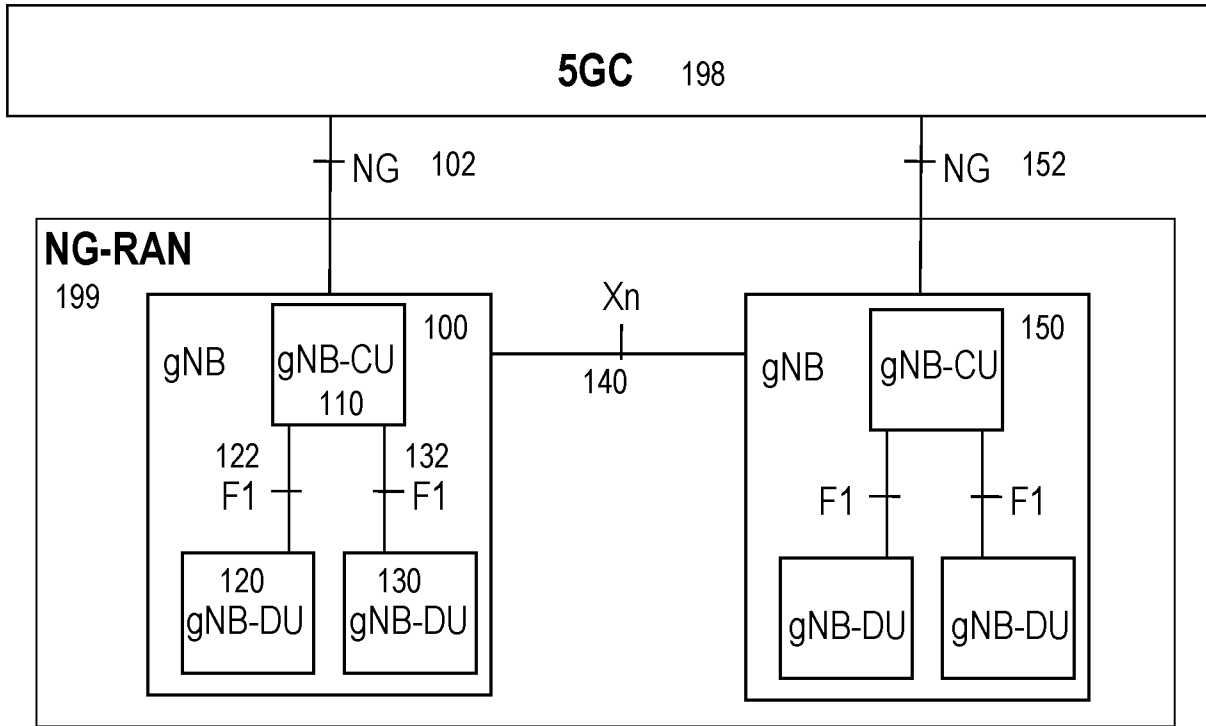 5GC 198
NG 102
NG 152
NG-RAN
199
Xn
140
gNB
100
gNB-CU
110
122
F1
132
F1
120
gNB-DU
130
gNB-DU
gNB
150
gNB-CU
F1
F1
gNB-DU
gNB-DU